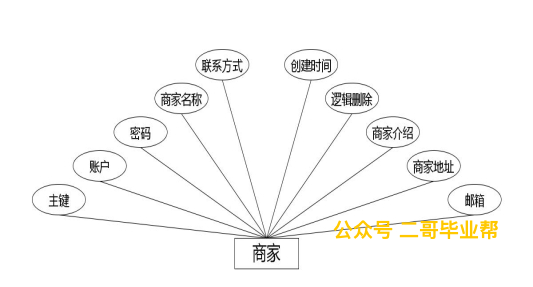 联系方式
创建时间
商家名称
逻辑删除
密码
商家介绍
账户
商家地址
主键
邮箱
公众号 二哥毕业帮
商家